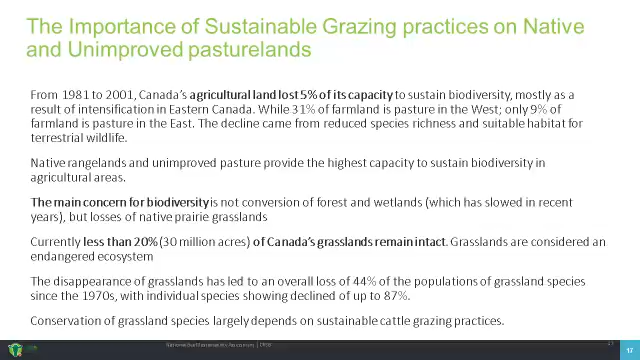 The Importance of Sustainable Grazing practices on Native
and Unimproved pasturelands
From 1981 to 2001, Canada's agricultural land lost 5% of its capacity to sustain biodiversity, mostly as a
result of intensification in Eastern Canada. While 31% of farmland is pasture in the West; only 9% of
farmland is pasture in the East. The decline came from reduced species richness and suitable habitat for
terrestrial wildlife.
Native rangelands and unimproved pasture provide the highest capacity to sustain biodiversity in
agricultural areas.
The main concern for biodiversity is not conversion of forest and wetlands (which has slowed in recent
years), but losses of native prairie grasslands
Currently less than 20% (30 million acres) of Canada's grasslands remain intact. Grasslands are considered an
endangered ecosystem
The disappearance of grasslands has led to an overall loss of 44% of the populations of grassland species
since the 1970s, with individual species showing declined of up to 87%.
Conservation of grassland species largely depends on sustainable cattle grazing practices.
National Beef Sustainability Assessment | CRSB
17
17